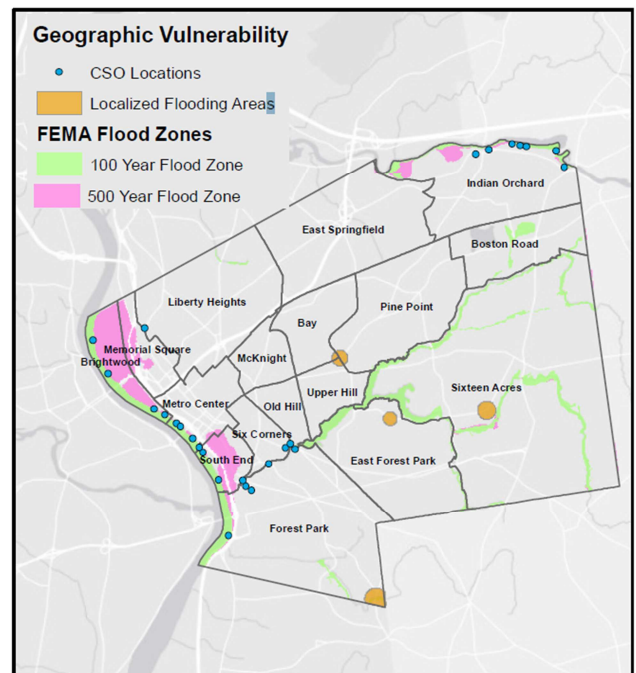 Geographic Vulnerability
CSO Locations
Localized Flooding Areas
FEMA Flood Zones
100 Year Flood Zone
500 Year Flood Zone
Indian Orchard
East Springfield
Boston Road
Liberty Heights
Pine Point
Bay
Memorial Square
McKnight
Brightwood
Sixteen Acres
Upper Hill
Metro Center
Old Hill
Six Corners
South End
East Forest Park
Forest Park